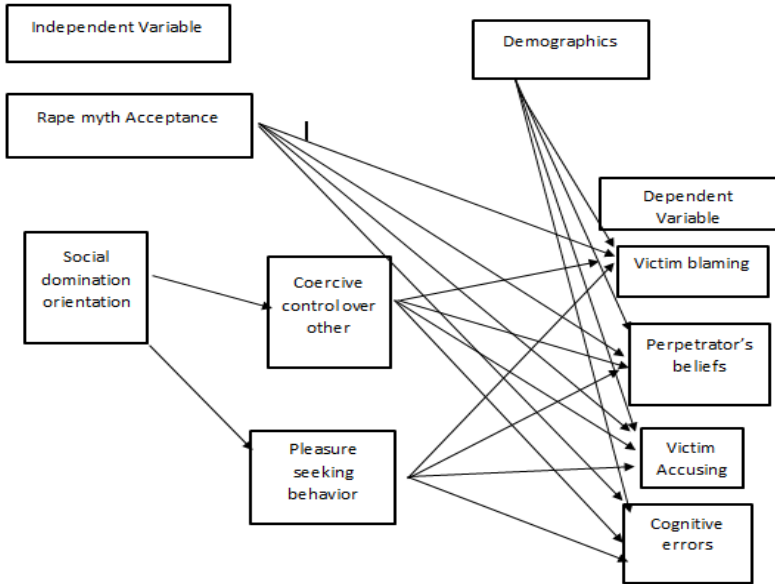 Independent Variable
Demographics
Rape myth Acceptance
Dependent
Variable
Social
domination
orientation
Coercive
control over
other
Victim blaming
Perpetrator's
beliefs
Pleasure
seeking
behavior
Victim
Accusing
Cognitive
errors